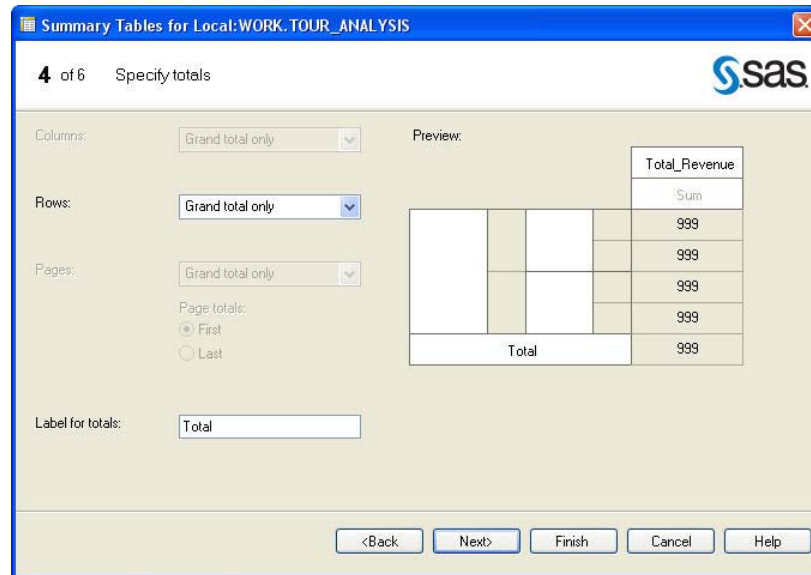 Summary Tables for Local:WORK.TOUR_ANALYSIS
4 of 6 Specify totals
sas
Columns: Grand total only
Preview:
Total_Revenue
Sum
Rows: Grand total only
999
999
Pages: Grand total only
999
Page totals:
First
999
Last
Total 999
Label for totals: Total
<Back Next> Finish Cancel Help